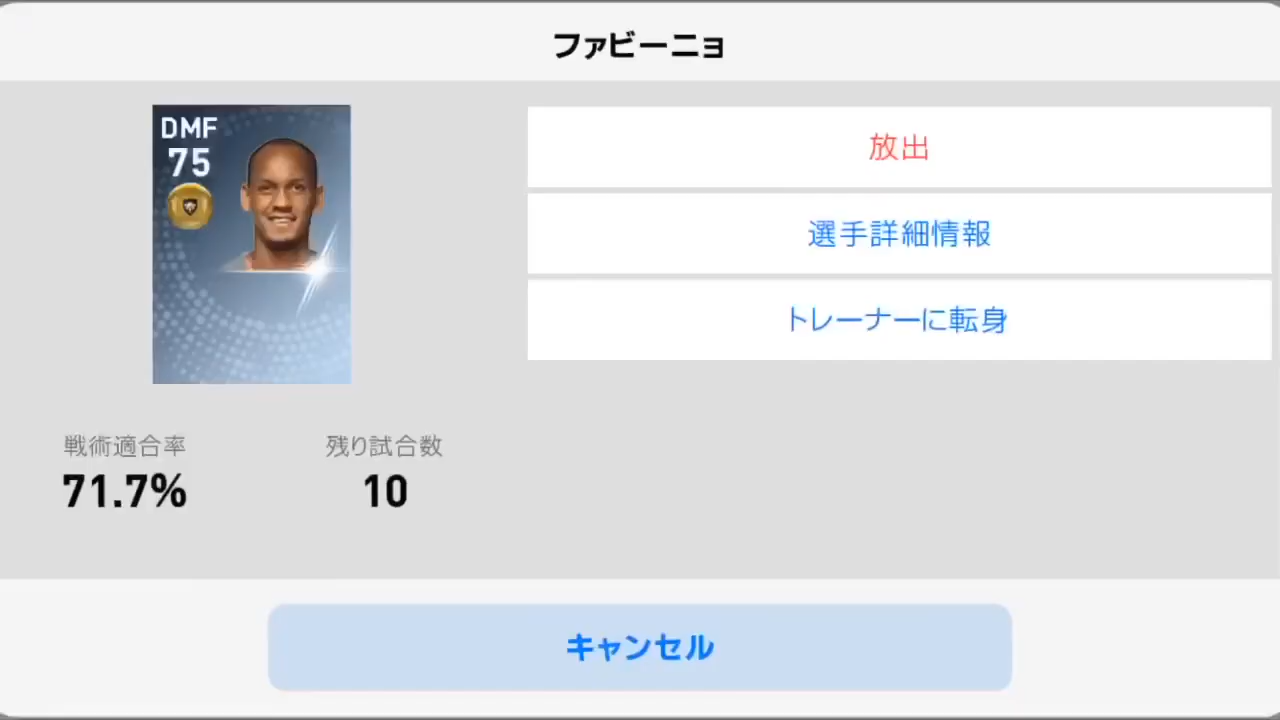 ファビーニョ
DMF
75
放出
選手詳細情報
トレーナーに転身
戦術適合率
残り試合数
71.7%
10
キャンセル